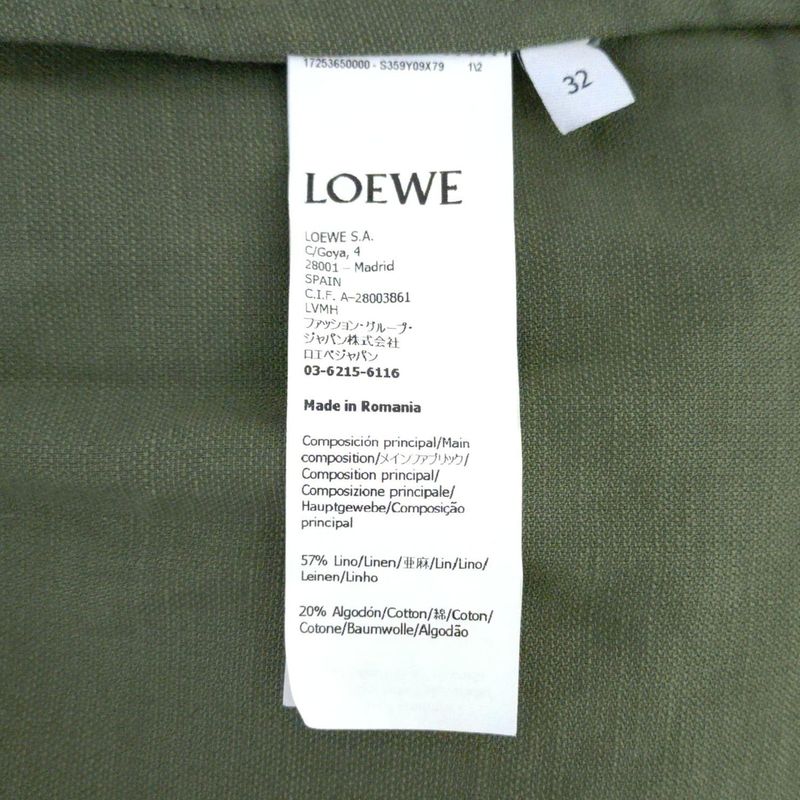 17253650000 - S359Y09X79 1\2
32
LOEWE
LOEWE S.A.
C/Goya, 4
28001 – Madrid
SPAIN
C.I.F. A-28003861
LVMH
ファッション・グループ・
ジャパン株式会社
ロエベジャパン
03-6215-6116
Made in Romania
Composición principal/Main
composition/メインファブリック/
Composition principal/
Composizione principale/
Hauptgewebe/Composição
principal
57% Lino/Linen/亜麻/Lin/Lino/
Leinen/Linho
20% Algodón/Cotton/綿/Coton/
Cotone/Baumwolle/Algodão